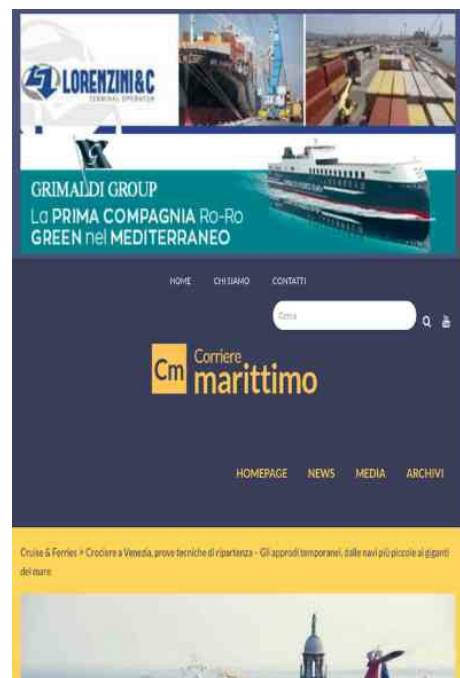 LORENZINI&C
TERMINAL OPERATOR
GRIMALDI GROUP
La PRIMA COMPAGNIA Ro-Ro
GREEN nel MEDITERRANEO
HOME CHI SIAMO CONTATTI
Cerca
Cm Corriere
marittimo
HOMEPAGE NEWS MEDIA ARCHIVI
Cruise & Ferries > Crociere a Venezia, prove tecniche di ripartenza – Gli approdi temporanei, dalle navi più piccole ai giganti
del mare